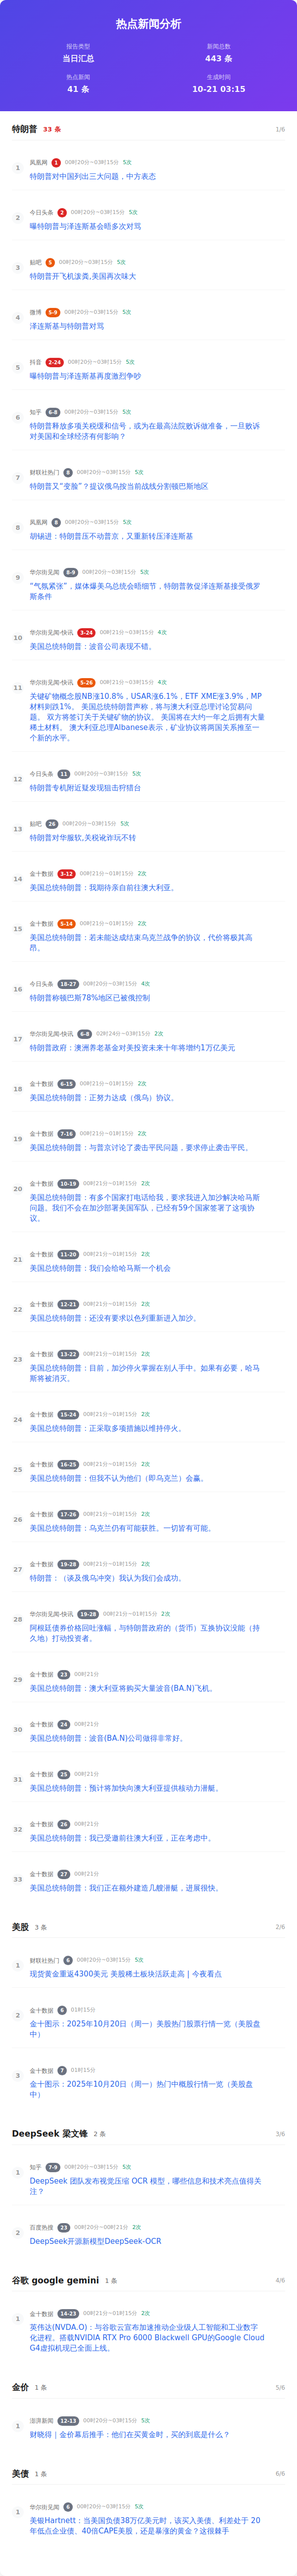 热点新闻分析
报告类型
当日汇总
新闻总数
443 条
热点新闻
41 条
生成时间
10-21 03:15
特朗普 33 条 1/6
1 凤凰网 1 00时20分~03时15分 5次
特朗普对中国列出三大问题，中方表态
2 今日头条 2 00时20分~03时15分 5次
曝特朗普与泽连斯基会晤多次对骂
3 贴吧 5 00时20分~03时15分 5次
特朗普开飞机泼粪,美国再次味大
4 微博 5-9 00时20分~03时15分 5次
泽连斯基与特朗普对骂
5 抖音 2-24 00时20分~03时15分 5次
曝特朗普与泽连斯基再度激烈争吵
6 知乎 6-8 00时20分~03时15分 5次
特朗普释放多项关税缓和信号，或为在最高法院败诉做准备，一旦败诉
对美国和全球经济有何影响？
7 财联社热门 8 00时20分~03时15分 5次
特朗普又“变脸”？提议俄乌按当前战线分割顿巴斯地区
8 凤凰网 8 00时20分~03时15分 5次
胡锡进：特朗普压不动普京，又重新转压泽连斯基
9 华尔街见闻 8-9 00时20分~03时15分 5次
“气氛紧张”，媒体爆美乌总统会晤细节，特朗普敦促泽连斯基接受俄罗
斯条件
10 华尔街见闻-快讯 3-24 00时21分~03时15分 4次
美国总统特朗普：波音公司表现不错。
11 华尔街见闻-快讯 5-26 00时21分~03时15分 4次
关键矿物概念股NB涨10.8%，USAR涨6.1%，ETF XME涨3.9%，MP
材料则跌1%。 美国总统特朗普声称，将与澳大利亚总理讨论贸易问
题。 双方将签订关于关键矿物的协议。 美国将在大约一年之后拥有大量
稀土材料。 澳大利亚总理Albanese表示，矿业协议将两国关系推至一
个新的水平。
12 今日头条 11 00时20分~03时15分 5次
特朗普专机附近疑发现狙击狩猎台
13 贴吧 26 00时20分~03时15分 5次
特朗普对华服软,关税讹诈玩不转
14 金十数据 3-12 00时21分~01时15分 2次
美国总统特朗普：我期待亲自前往澳大利亚。
15 金十数据 5-14 00时21分~01时15分 2次
美国总统特朗普：若未能达成结束乌克兰战争的协议，代价将极其高
昂。
16 今日头条 18-27 00时20分~03时15分 4次
特朗普称顿巴斯78%地区已被俄控制
17 华尔街见闻-快讯 6-8 02时24分~03时15分 2次
特朗普政府：澳洲养老基金对美投资未来十年将增约1万亿美元
18 金十数据 6-15 00时21分~01时15分 2次
美国总统特朗普：正努力达成（俄乌）协议。
19 金十数据 7-16 00时21分~01时15分 2次
美国总统特朗普：与普京讨论了袭击平民问题，要求停止袭击平民。
20 金十数据 10-19 00时21分~01时15分 2次
美国总统特朗普：有多个国家打电话给我，要求我进入加沙解决哈马斯
问题。我们不会在加沙部署美国军队，已经有59个国家签署了这项协
议。
21 金十数据 11-20 00时21分~01时15分 2次
美国总统特朗普：我们会给哈马斯一个机会
22 金十数据 12-21 00时21分~01时15分 2次
美国总统特朗普：还没有要求以色列重新进入加沙。
23 金十数据 13-22 00时21分~01时15分 2次
美国总统特朗普：目前，加沙停火掌握在别人手中。如果有必要，哈马
斯将被消灭。
24 金十数据 15-24 00时21分~01时15分 2次
美国总统特朗普：正采取多项措施以维持停火。
25 金十数据 16-25 00时21分~01时15分 2次
美国总统特朗普：但我不认为他们（即乌克兰）会赢。
26 金十数据 17-26 00时21分~01时15分 2次
美国总统特朗普：乌克兰仍有可能获胜。一切皆有可能。
27 金十数据 19-28 00时21分~01时15分 2次
特朗普：（谈及俄乌冲突）我认为我们会成功。
28 华尔街见闻-快讯 19-28 00时21分~03时15分 2次
阿根廷债券价格回吐涨幅，与特朗普政府的（货币）互换协议没能（持
久地）打动投资者。
29 金十数据 23 00时21分
美国总统特朗普：澳大利亚将购买大量波音(BA.N)飞机。
30 金十数据 24 00时21分
美国总统特朗普：波音(BA.N)公司做得非常好。
31 金十数据 25 00时21分
美国总统特朗普：预计将加快向澳大利亚提供核动力潜艇。
32 金十数据 26 00时21分
美国总统特朗普：我已受邀前往澳大利亚，正在考虑中。
33 金十数据 27 00时21分
美国总统特朗普：我们正在额外建造几艘潜艇，进展很快。
美股 3 条 2/6
1 财联社热门 4 00时20分~03时15分 5次
现货黄金重返4300美元 美股稀土板块活跃走高 | 今夜看点
2 金十数据 6 01时15分
金十图示：2025年10月20日（周一）美股热门股票行情一览（美股盘
中）
3 金十数据 7 01时15分
金十图示：2025年10月20日（周一）热门中概股行情一览（美股盘
中）
DeepSeek 梁文锋 2 条 3/6
1 知乎 7-9 00时20分~03时15分 5次
DeepSeek 团队发布视觉压缩 OCR 模型，哪些信息和技术亮点值得关
注？
2 百度热搜 23 00时20分~00时21分 2次
DeepSeek开源新模型DeepSeek-OCR
谷歌 google gemini 1 条 4/6
1 金十数据 14-23 00时21分~01时15分 2次
英伟达(NVDA.O)：与谷歌云宣布加速推动企业级人工智能和工业数字
化进程。搭载NVIDIA RTX Pro 6000 Blackwell GPU的Google Cloud
G4虚拟机现已全面上线。
金价 1 条 5/6
1 澎湃新闻 12-13 00时20分~03时15分 5次
财晓得｜金价幕后推手：他们在买黄金时，买的到底是什么？
美债 1 条 6/6
1 华尔街见闻 6 00时20分~03时15分 5次
美银Hartnett：当美国负债38万亿美元时，该买入美债、利差处于 20
年低点企业债、40倍CAPE美股，还是暴涨的黄金？这很棘手